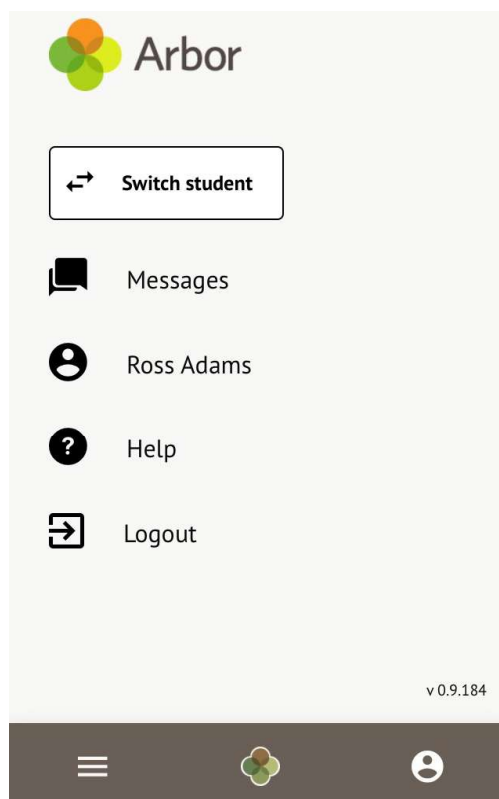 Arbor
Switch student
Messages
Ross Adams
? Help
Logout
v 0.9.184